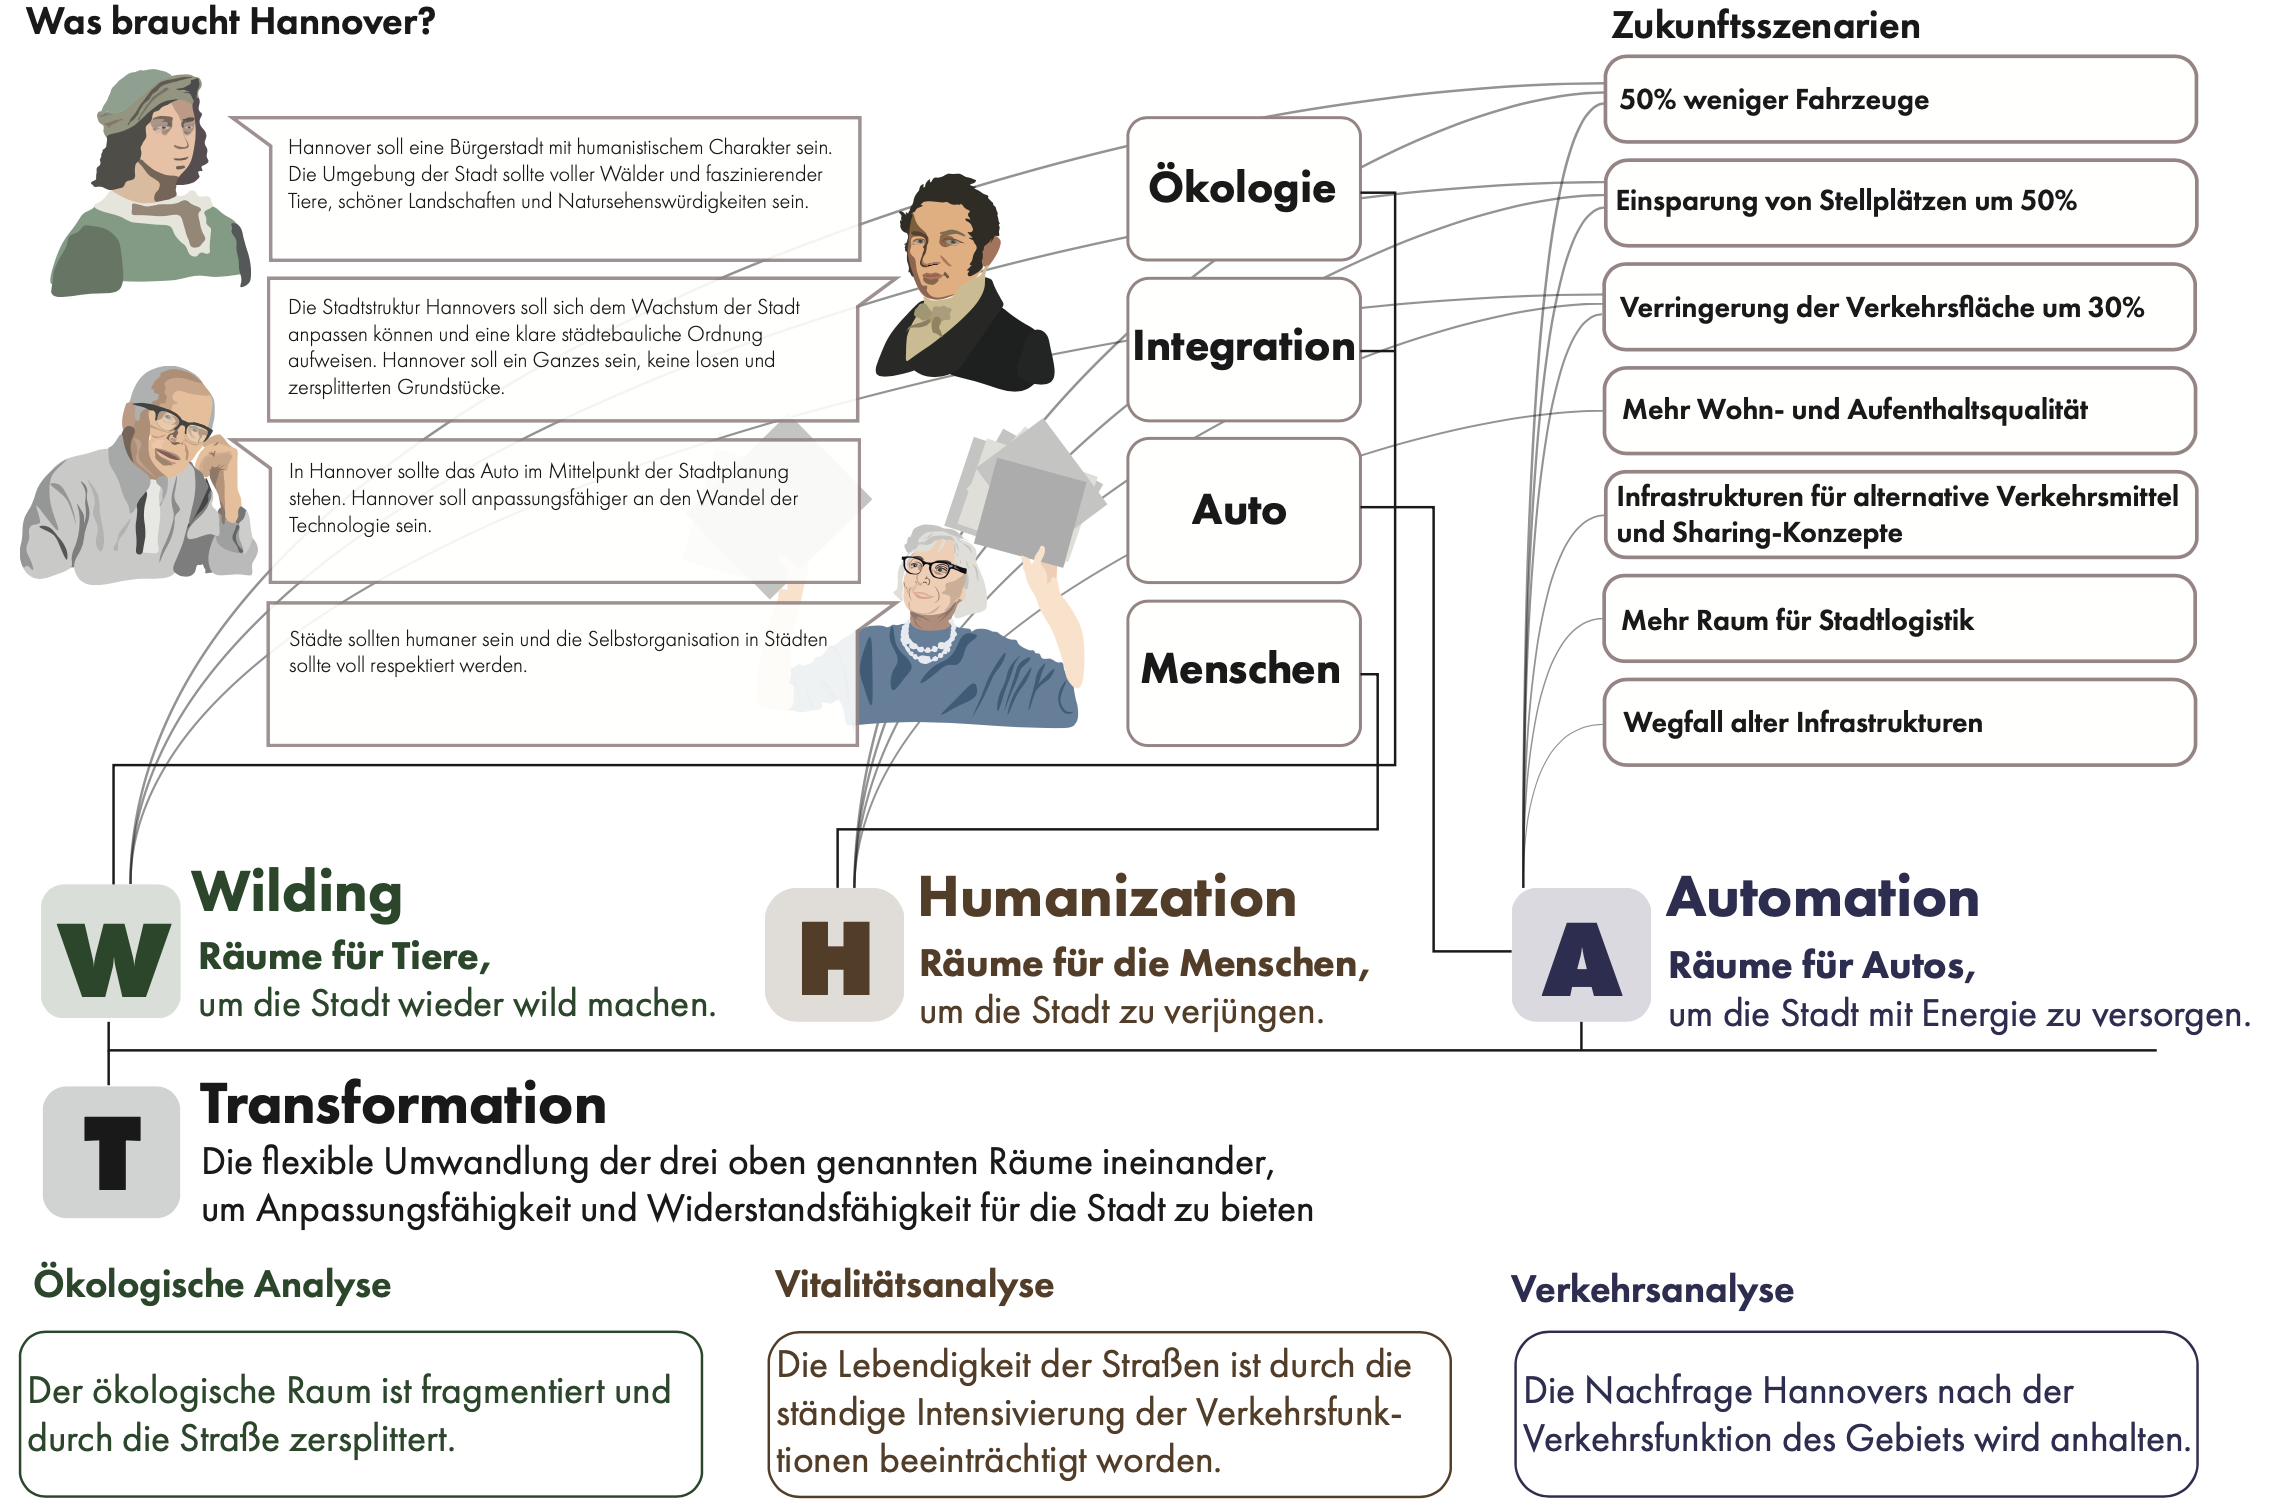 Was braucht Hannover?
Hannover soll eine Bürgerstadt mit humanistischem Charakter sein.
Die Umgebung der Stadt sollte voller Wälder und faszinierender
Tiere, schöner Landschaften und Natursehenswürdigkeiten sein.
Die Stadtstruktur Hannovers soll sich dem Wachstum der Stadt
anpassen können und eine klare städtebauliche Ordnung
aufweisen. Hannover soll ein Ganzes sein, keine losen und
zersplitterten Grundstücke.
In Hannover sollte das Auto im Mittelpunkt der Stadtplanung
stehen. Hannover soll anpassungsfähiger an den Wandel der
Technologie sein.
Städte sollten humaner sein und die Selbstorganisation in Städten
sollte voll respektiert werden.
Ökologie
Integration
Auto
Menschen
Zukunftsszenarien
50% weniger Fahrzeuge
Einsparung von Stellplätzen um 50%
Verringerung der Verkehrsfläche um 30%
Mehr Wohn- und Aufenthaltsqualität
Infrastrukturen für alternative Verkehrsmittel
und Sharing-Konzepte
Mehr Raum für Stadtlogistik
Wegfall alter Infrastrukturen
W
Wilding
Räume für Tiere,
um die Stadt wieder wild machen.
H
Humanization
Räume für die Menschen,
um die Stadt zu verjüngen.
A
Automation
Räume für Autos,
um die Stadt mit Energie zu versorgen.
T
Transformation
Die flexible Umwandlung der drei oben genannten Räume ineinander,
um Anpassungsfähigkeit und Widerstandsfähigkeit für die Stadt zu bieten
Ökologische Analyse
Der ökologische Raum ist fragmentiert und
durch die Straße zersplittert.
Vitalitätsanalyse
Die Lebendigkeit der Straßen ist durch die
ständige Intensivierung der Verkehrsfunk-
tionen beeinträchtigt worden.
Verkehrsanalyse
Die Nachfrage Hannovers nach der
Verkehrsfunktion des Gebiets wird anhalten.